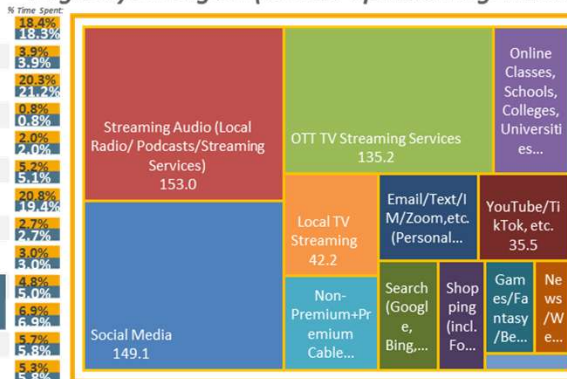 % Time Spent:
18.4%
18.3%
3.9%
3.9%
20.3%
21.2%
0.8%
0.8%
2.0%
2.0%
5.2%
5.1%
20.8%
19.4%
2.7%
2.7%
3.0%
3.0%
4.8%
5.0%
6.9%
6.9%
5.7%
5.8%
5.3%
5.8%
Streaming Audio (Local
Radio/ Podcasts/Streaming
Services)
153.0
Social Media
149.1
OTT TV Streaming Services
135.2
Online
Classes,
Schools,
Colleges,
Universiti
es...
Local TV
Streaming
42.2
Non-
Premium+Pr
emium
Cable...
Email/Text/I
M/Zoom,etc.
(Personal...
YouTube/Ti
kTok, etc.
35.5
Search
(Googl
e,
Bing,...
Shop
ping
(incl.
Fo...
Gam
es/Fa
ntasy
/Be...
Ne
ws
/W
e...